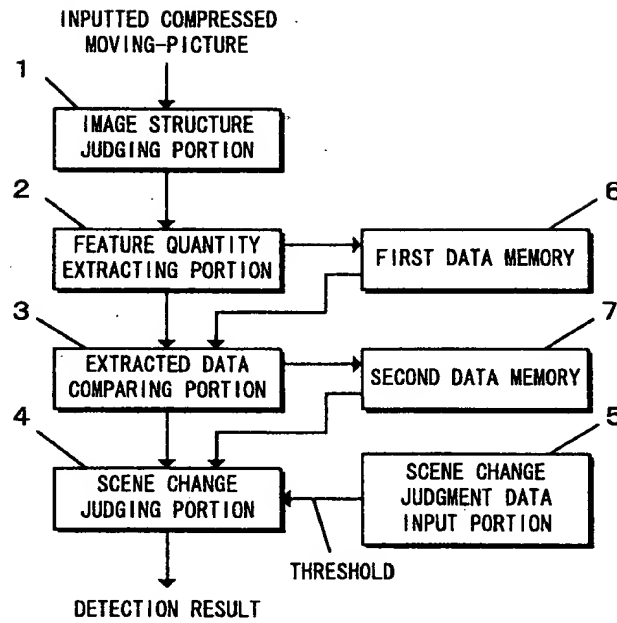 INPUTTED COMPRESSED
MOVING-PICTURE
1
IMAGE STRUCTURE
JUDGING PORTION
2
FEATURE QUANTITY
EXTRACTING PORTION
6
FIRST DATA MEMORY
3
EXTRACTED DATA
COMPARING PORTION
7
SECOND DATA MEMORY
4
SCENE CHANGE
JUDGING PORTION
5
SCENE CHANGE
JUDGMENT DATA
INPUT PORTION
THRESHOLD
DETECTION RESULT